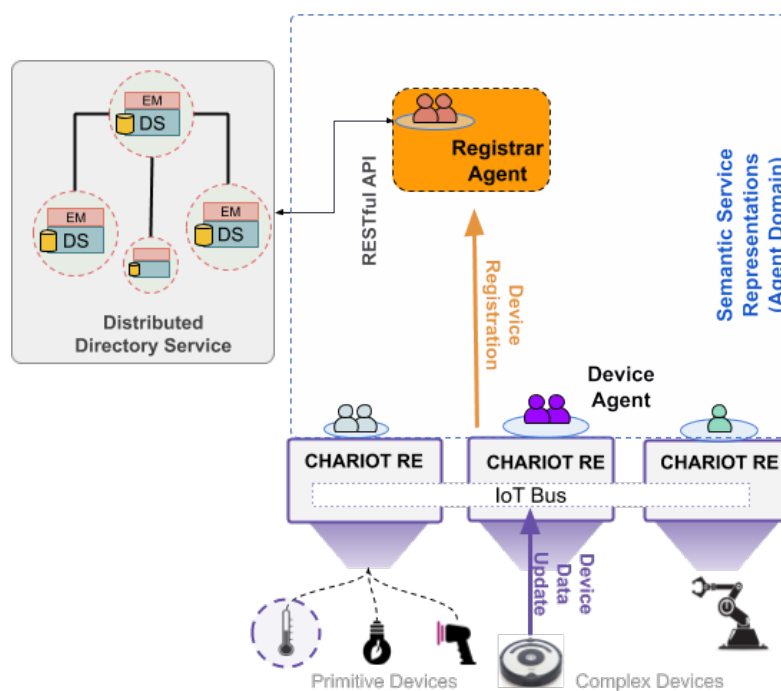 EM
DS
EM
DS
EM
DS
Distributed
Directory Service
RESTful API
Registrar
Agent
Device
Registration
Semantic Service
Representations
(Agent Domain)
Device
Agent
CHARIOT RE
CHARIOT RE
CHARIOT RE
IoT Bus
Device
Data
Update
Primitive Devices
Complex Devices